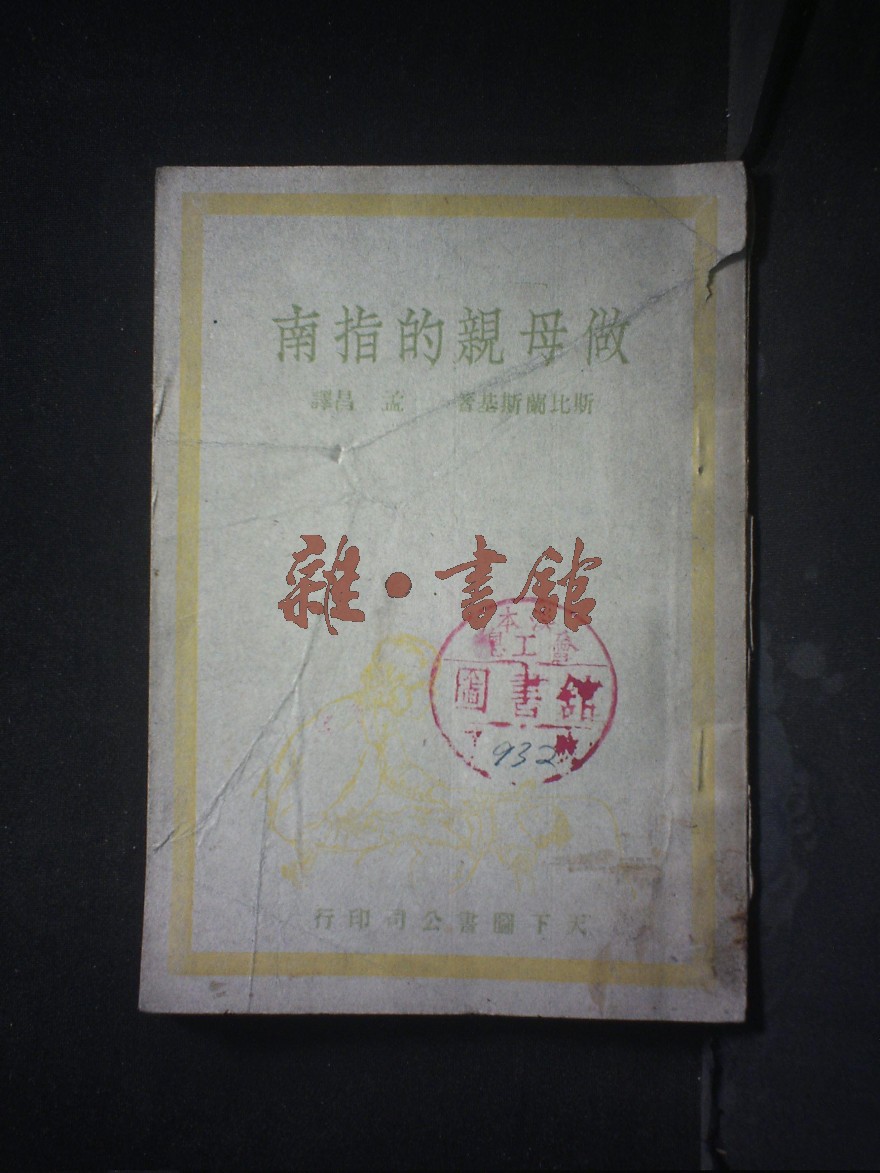 做母親的指南
斯比蘭斯基著 孟昌譯
雜·書館
圖書館
932
天下圖書公司印行